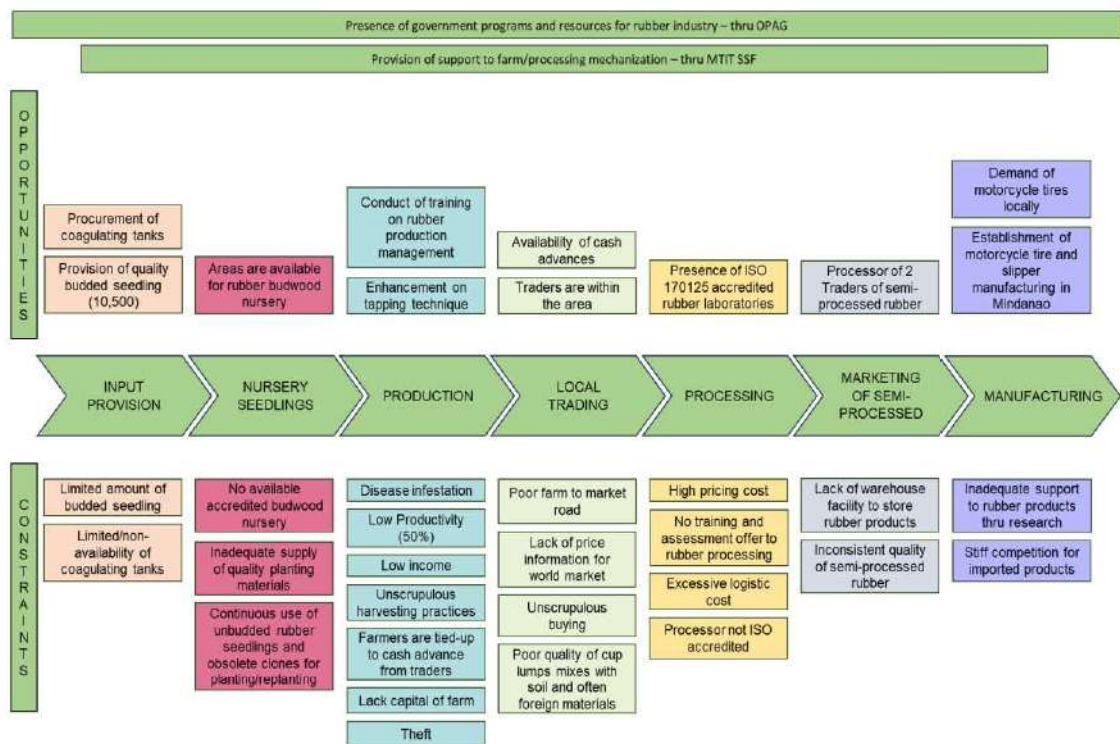 Presence of government programs and resources for rubber industry – thru OPAG
Provision of support to farm/processing mechanization – thru MTIT SSF
OPPORTUNITIES
Procurement of
coagulating tanks
Provision of quality
budded seedling
(10,500)
Areas are available
for rubber budwood
nursery
Conduct of training
on rubber
production
management
Enhancement on
tapping technique
Availability of cash
advances
Traders are within
the area
Presence of ISO
170125 accredited
rubber laboratories
Processor of 2
Traders of semi-
processed rubber
Demand of
motorcycle tires
locally
Establishment of
motorcycle tire and
slipper
manufacturing in
Mindanao
INPUT
PROVISION
NURSERY
SEEDLINGS
PRODUCTION
LOCAL
TRADING
PROCESSING
MARKETING
OF SEMI-
PROCESSED
MANUFACTURING
CONSTRAINTS
Limited amount of
budded seedling
Limited/non-
availability of
coagulating tanks
No available
accredited budwood
nursery
Inadequate supply
of quality planting
materials
Continuous use of
unbudded rubber
seedlings and
obsolete clones for
planting/replanting
Disease infestation
Low Productivity
(50%)
Low income
Unscrupulous
harvesting practices
Farmers are tied-up
to cash advance
from traders
Lack capital of farm
Theft
Poor farm to market
road
Lack of price
information for
world market
Unscrupulous
buying
Poor quality of cup
lumps mixes with
soil and often
foreign materials
High pricing cost
No training and
assessment offer to
rubber processing
Excessive logistic
cost
Processor not ISO
accredited
Lack of warehouse
facility to store
rubber products
Inconsistent quality
of semi-processed
rubber
Inadequate support
to rubber products
thru research
Stiff competition for
imported products